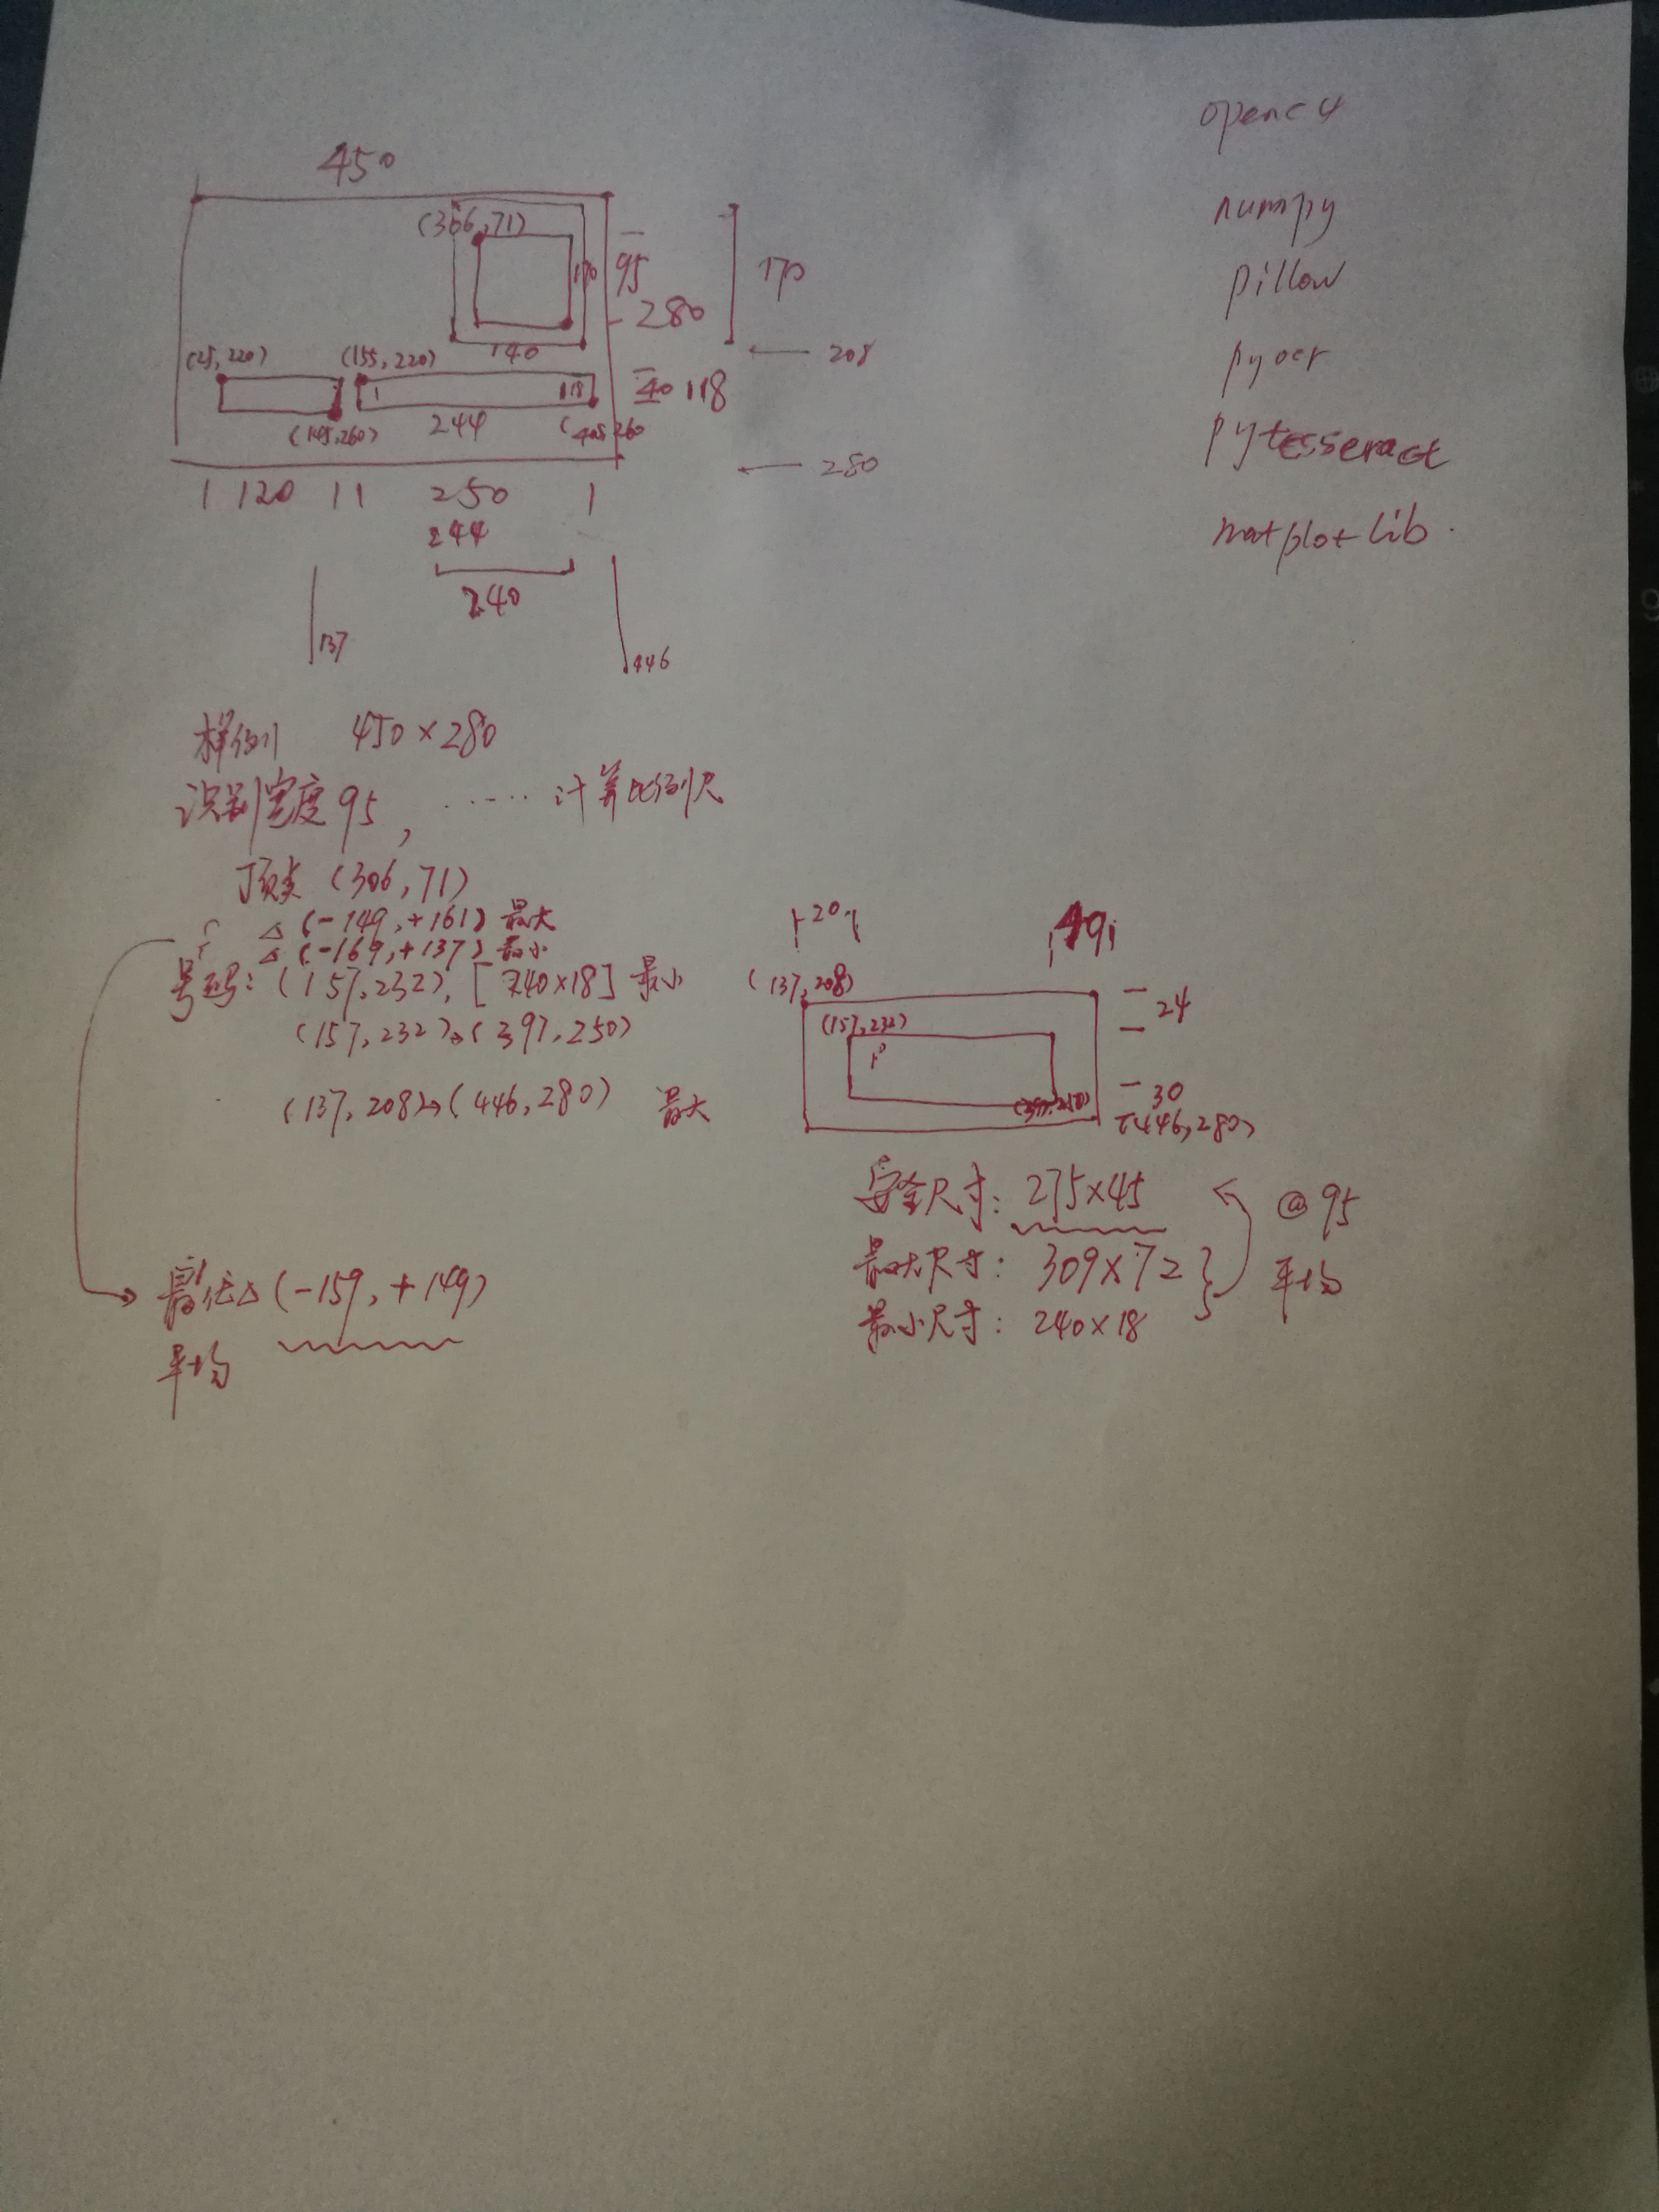 450
(306,71)
95
170
170
280
140
208
(25,220)
(155,220)
1
118
40 118
(145,260)
244
(405,260
280
1 120 1 1 250 1
244
240
137
446
opencv
numpy
pillow
pyocr
pytesseract
matplotlib.
样例 450×280
识别宽度95, ······ 计算比例尺
顶点 (306,71)
△ (-149,+161) 最大
△ (-169,+137) 最小
号码: (157,232), [240×18] 最小
(157,232)→(397,250)
(137,208)→(446,280) 最大
最佳△ (-159,+149)
平均
20
49
(137,208)
24
(157,232)
P
30
(397,250)
(446,280)
安全尺寸: 275×45
@95
最大尺寸: 309×72
平均
最小尺寸: 240×18